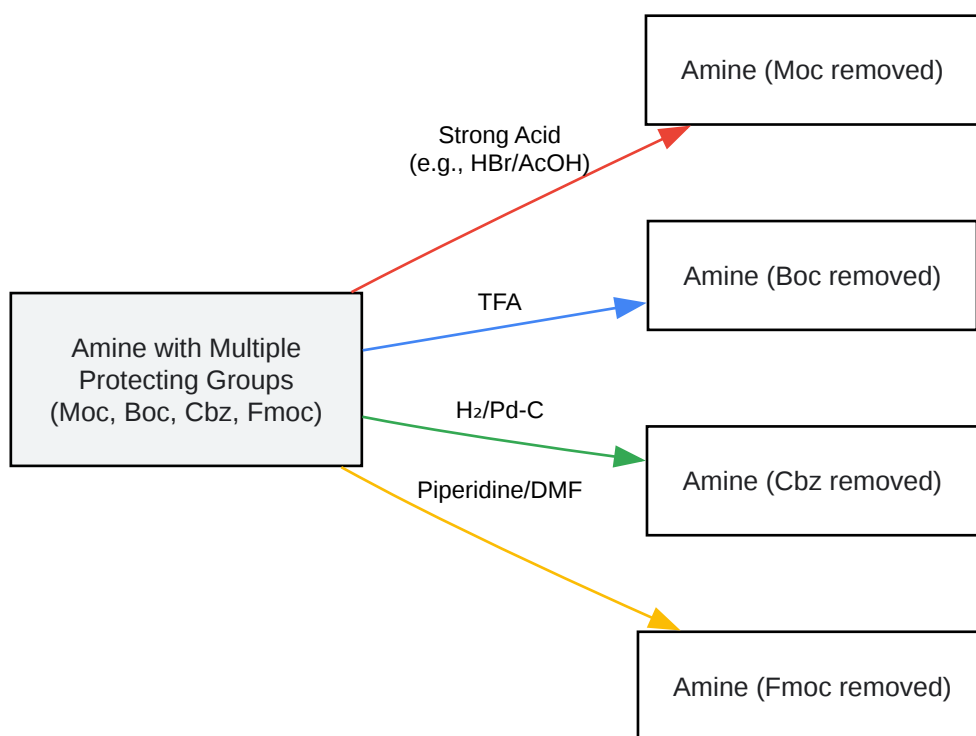 Amine (Moc removed)
Strong Acid
(e.g., HBr/AcOH)
Amine (Boc removed)
TFA
Amine with Multiple
Protecting Groups
(Moc, Boc, Cbz, Fmoc)
H₂/Pd-C
Amine (Cbz removed)
Piperidine/DMF
Amine (Fmoc removed)